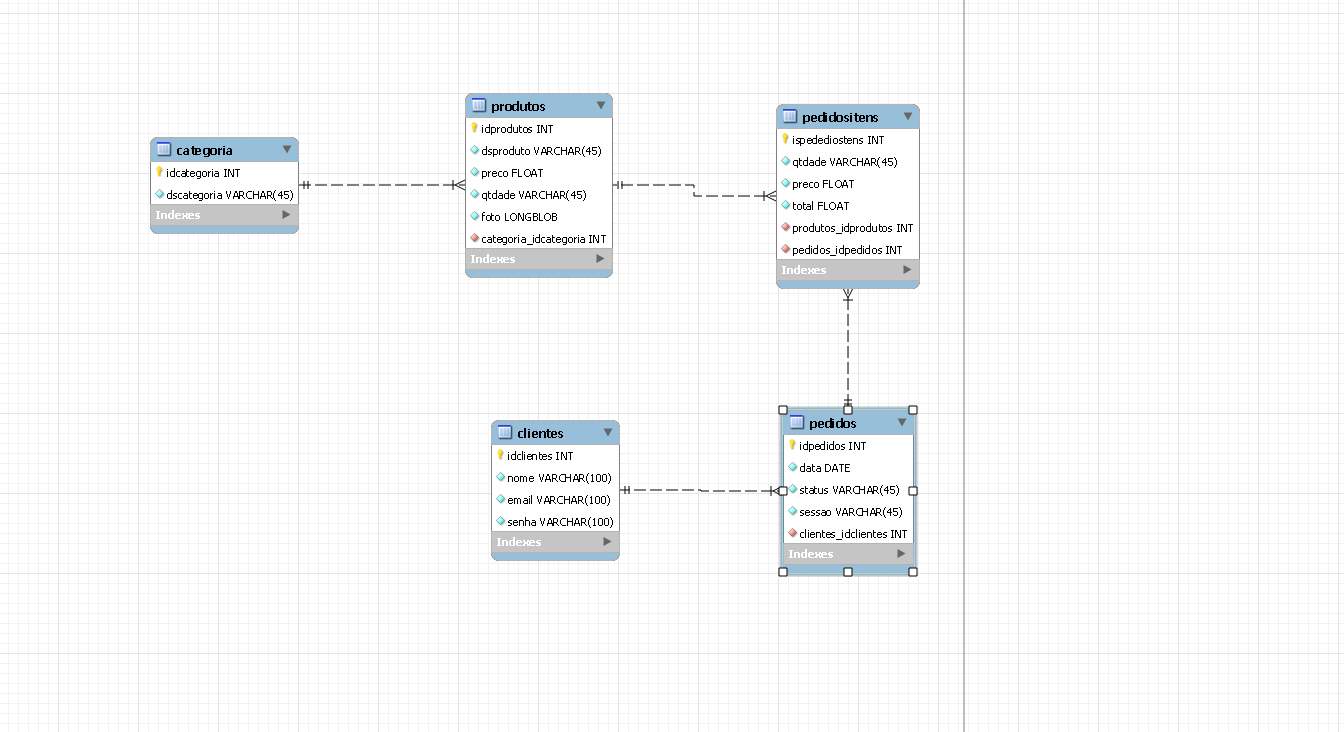 categoria
idcategoria INT
dscategoria VARCHAR(45)
Indexes
produtos
idprodutos INT
dsproduto VARCHAR(45)
preco FLOAT
qtdade VARCHAR(45)
foto LONGBLOB
categoria_idcategoria INT
Indexes
pedidositens
ispedediostens INT
qtdade VARCHAR(45)
preco FLOAT
total FLOAT
produtos_idprodutos INT
pedidos_idpedidos INT
Indexes
clientes
idclientes INT
nome VARCHAR(100)
email VARCHAR(100)
senha VARCHAR(100)
Indexes
pedidos
idpedidos INT
data DATE
status VARCHAR(45)
sessao VARCHAR(45)
clientes_idclientes INT
Indexes